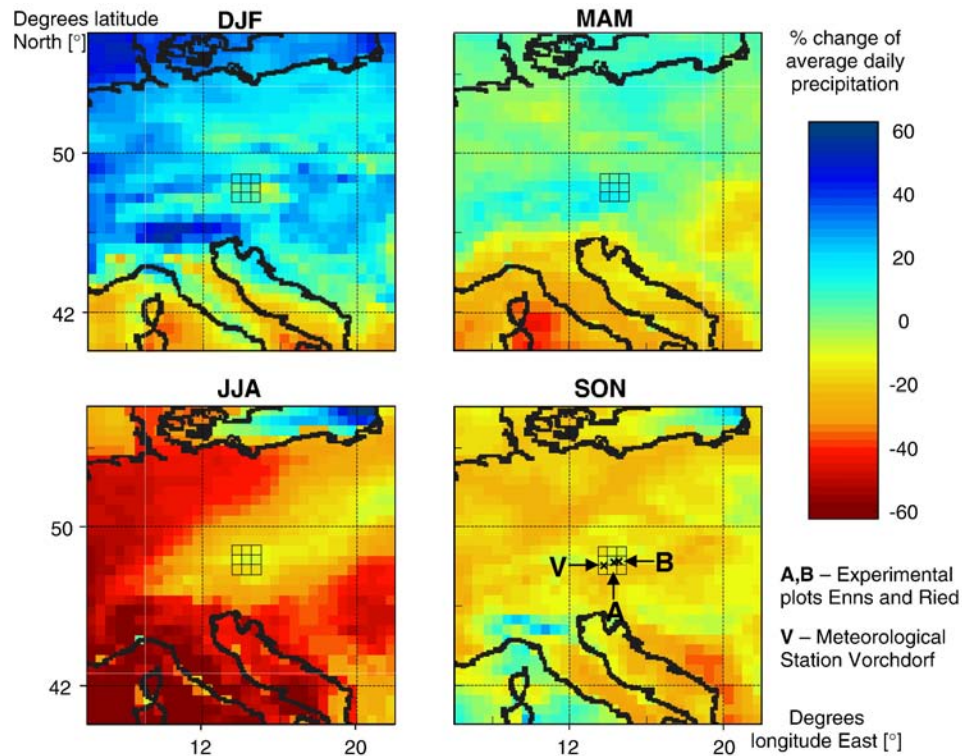 Degrees latitude
North [°]
DJF
MAM
% change of
average daily
precipitation
50
42
60
40
20
0
-20
-40
-60
JJA
SON
50
42
V
B
A
A,B – Experimental
plots Enns and Ried
V – Meteorological
Station Vorchdorf
12
20
12
20
Degrees
longitude East [°]